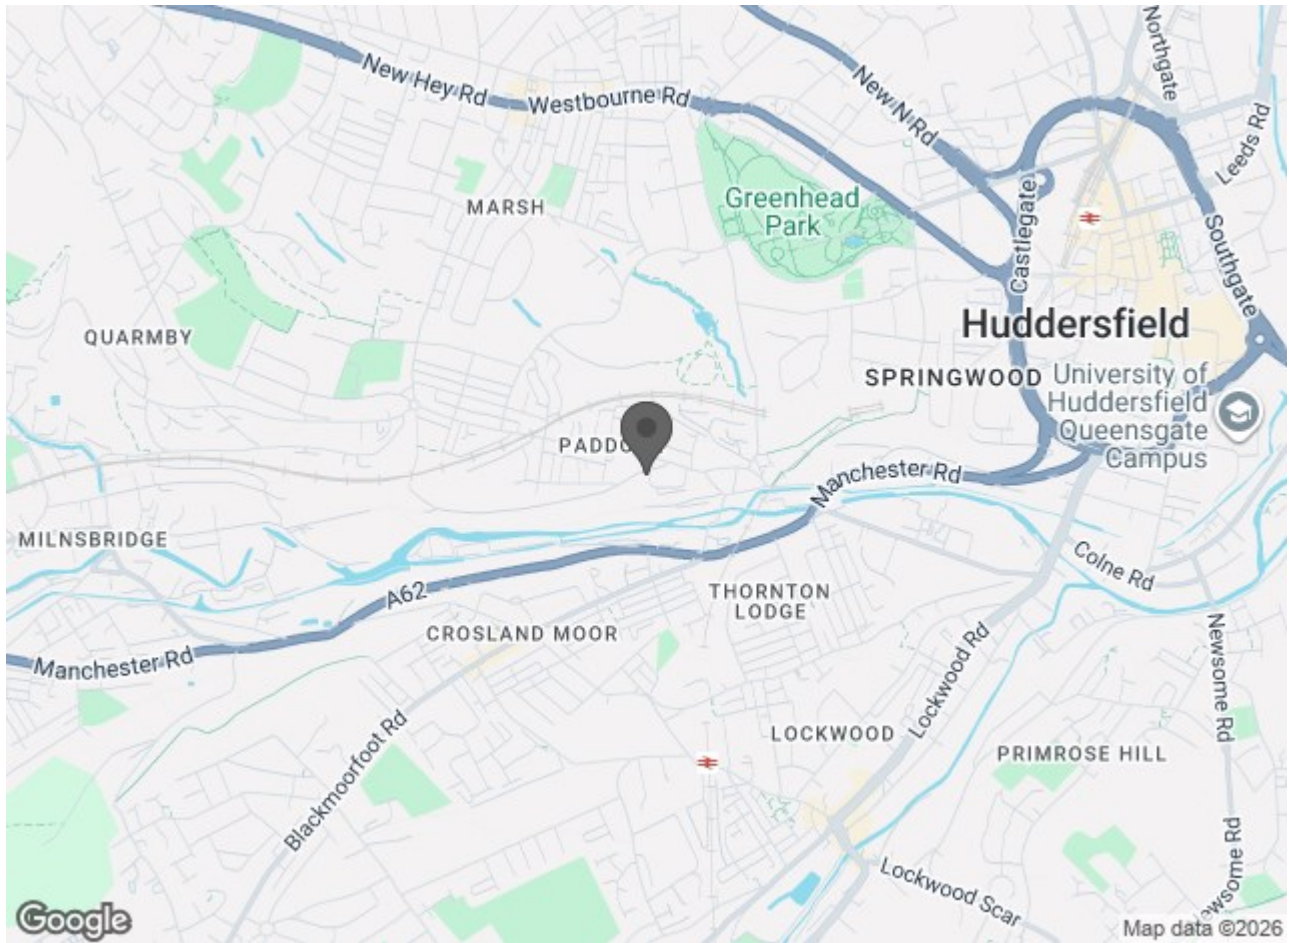 New Hey Rd
Westbourne Rd
New N Rd
Northgate
Leeds Rd
Castlegate
Southgate
MARSH
Greenhead
Park
QUARMBY
Huddersfield
SPRINGWOOD
University of
Huddersfield
Queensgate
Campus
PADDO
Manchester Rd
MILNSBRIDGE
A62
Colne Rd
THORNTON
LODGE
CROSLAND MOOR
Manchester Rd
Newsome Rd
Lockwood Rd
LOCKWOOD
PRIMROSE HILL
Blackmoorfoot Rd
ewsome Rd
Lockwood Scar
Google
Map data ©2026